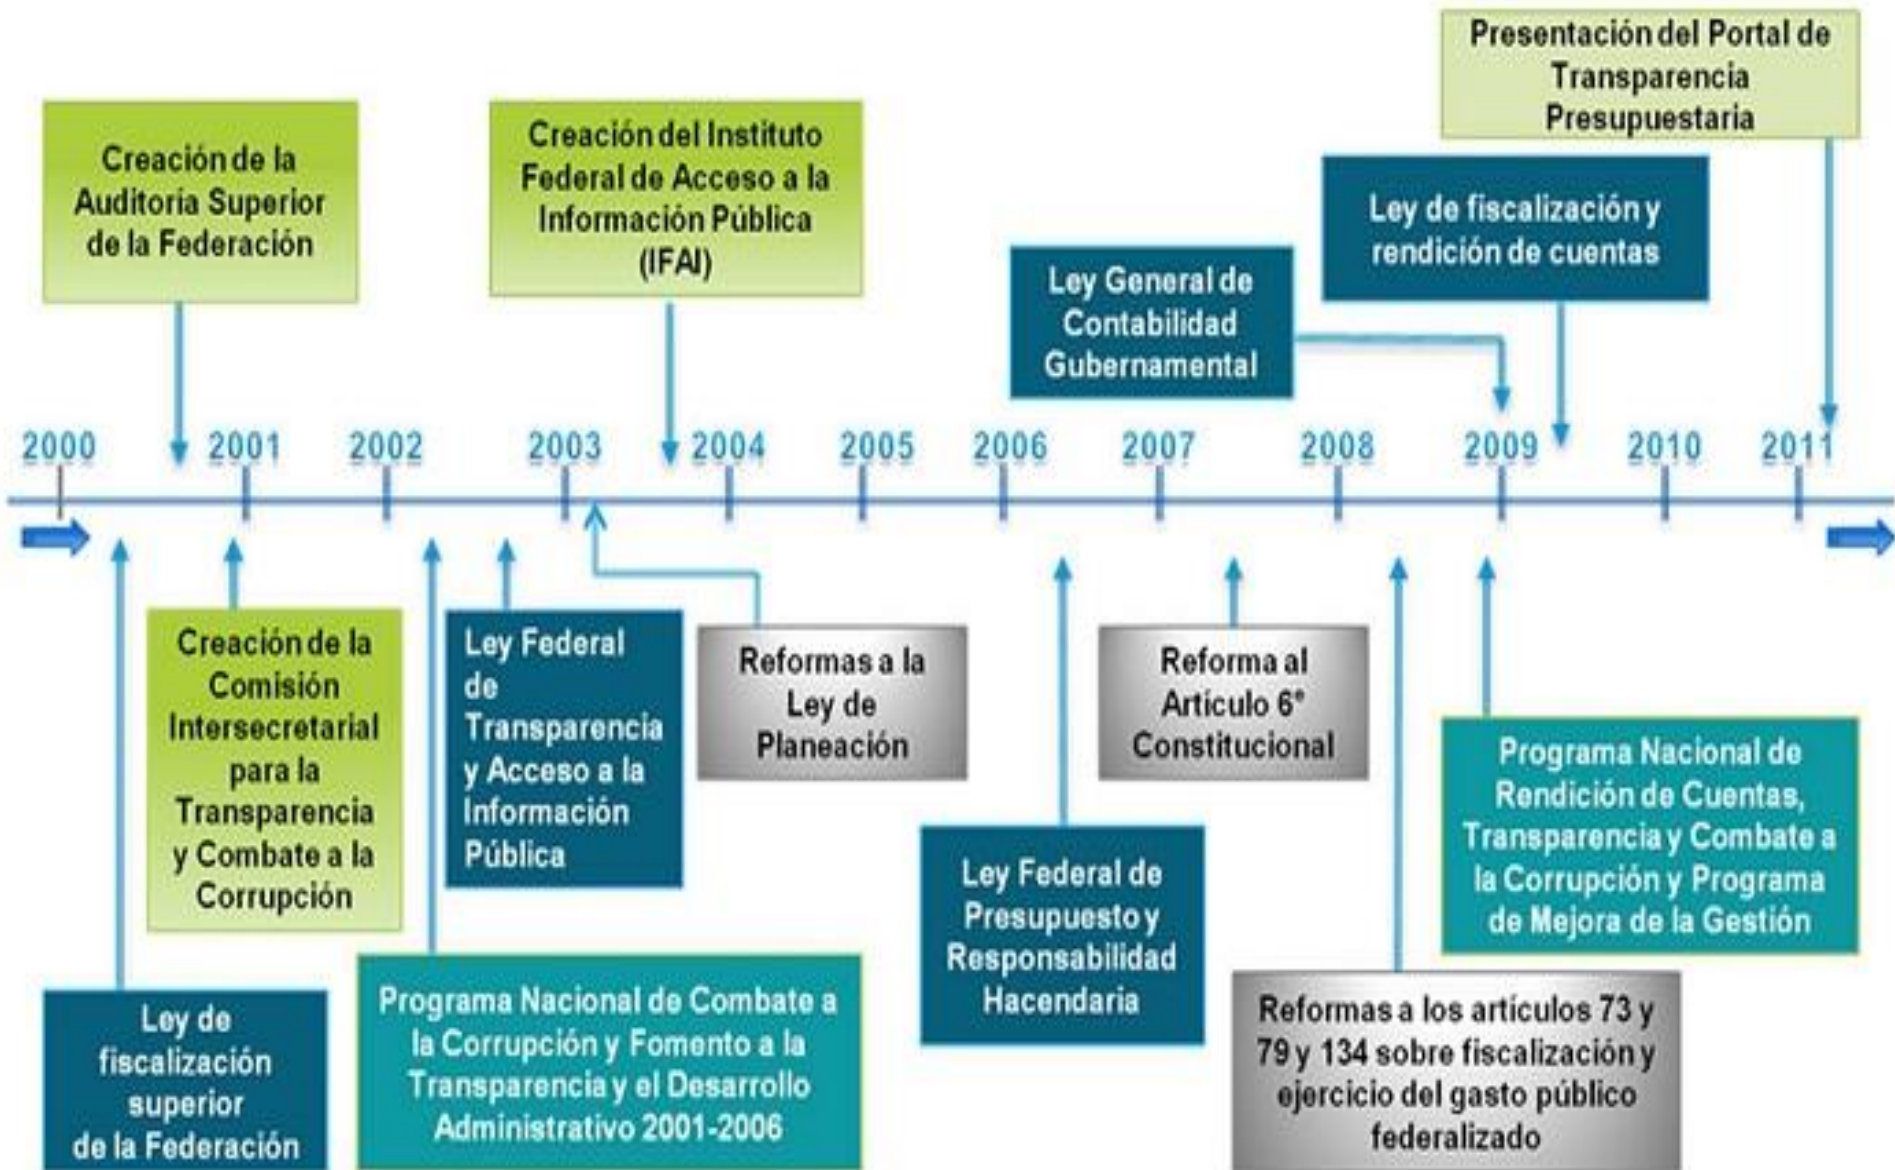 Presentación del Portal de
Transparencia
Presupuestaria
Creación de la
Auditoría Superior
de la Federación
Creación del Instituto
Federal de Acceso a la
Información Pública
(IFAI)
Ley de fiscalización y
rendición de cuentas
Ley General de
Contabilidad
Gubernamental
2000 2001 2002 2003 2004 2005 2006 2007 2008 2009 2010 2011
Creación de la
Comisión
Intersecretarial
para la
Transparencia
y Combate a la
Corrupción
Ley Federal
de
Transparencia
y Acceso a la
Información
Pública
Reformas a la
Ley de
Planeación
Reforma al
Artículo 6°
Constitucional
Programa Nacional de
Rendición de Cuentas,
Transparencia y Combate a
la Corrupción y Programa
de Mejora de la Gestión
Ley Federal de
Presupuesto y
Responsabilidad
Hacendaria
Ley de
fiscalización
superior
de la Federación
Programa Nacional de Combate a
la Corrupción y Fomento a la
Transparencia y el Desarrollo
Administrativo 2001-2006
Reformas a los artículos 73 y
79 y 134 sobre fiscalización y
ejercicio del gasto público
federalizado